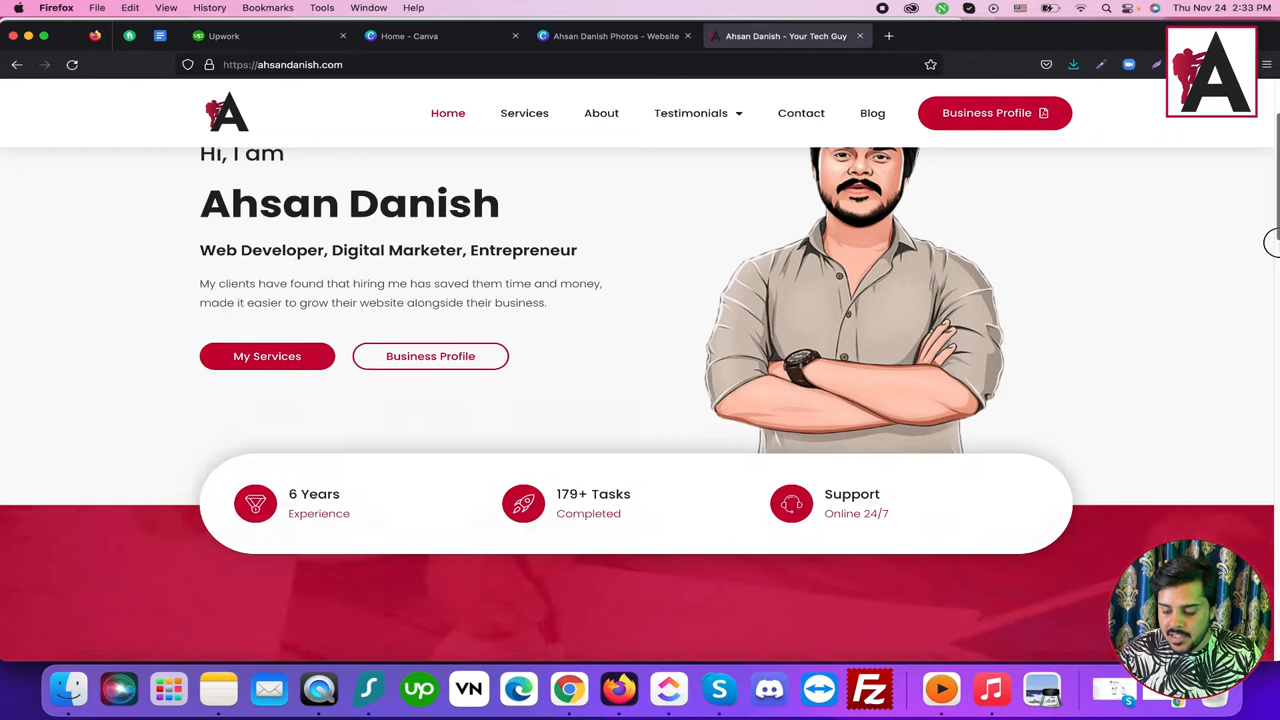 Firefox File Edit View History Bookmarks Tools Window Help Thu Nov 24 2:33 PM
Upwork Home - Canva Ahsan Danish Photos - Website Ahsan Danish - Your Tech Guy
https://ahsandanish.com
A
A
Home Services About Testimonials Contact Blog Business Profile
Hi, I am
Ahsan Danish
Web Developer, Digital Marketer, Entrepreneur
My clients have found that hiring me has saved them time and money,
made it easier to grow their website alongside their business.
My Services Business Profile
6 Years 179+ Tasks Support
Experience Completed Online 24/7
up VN S Fz